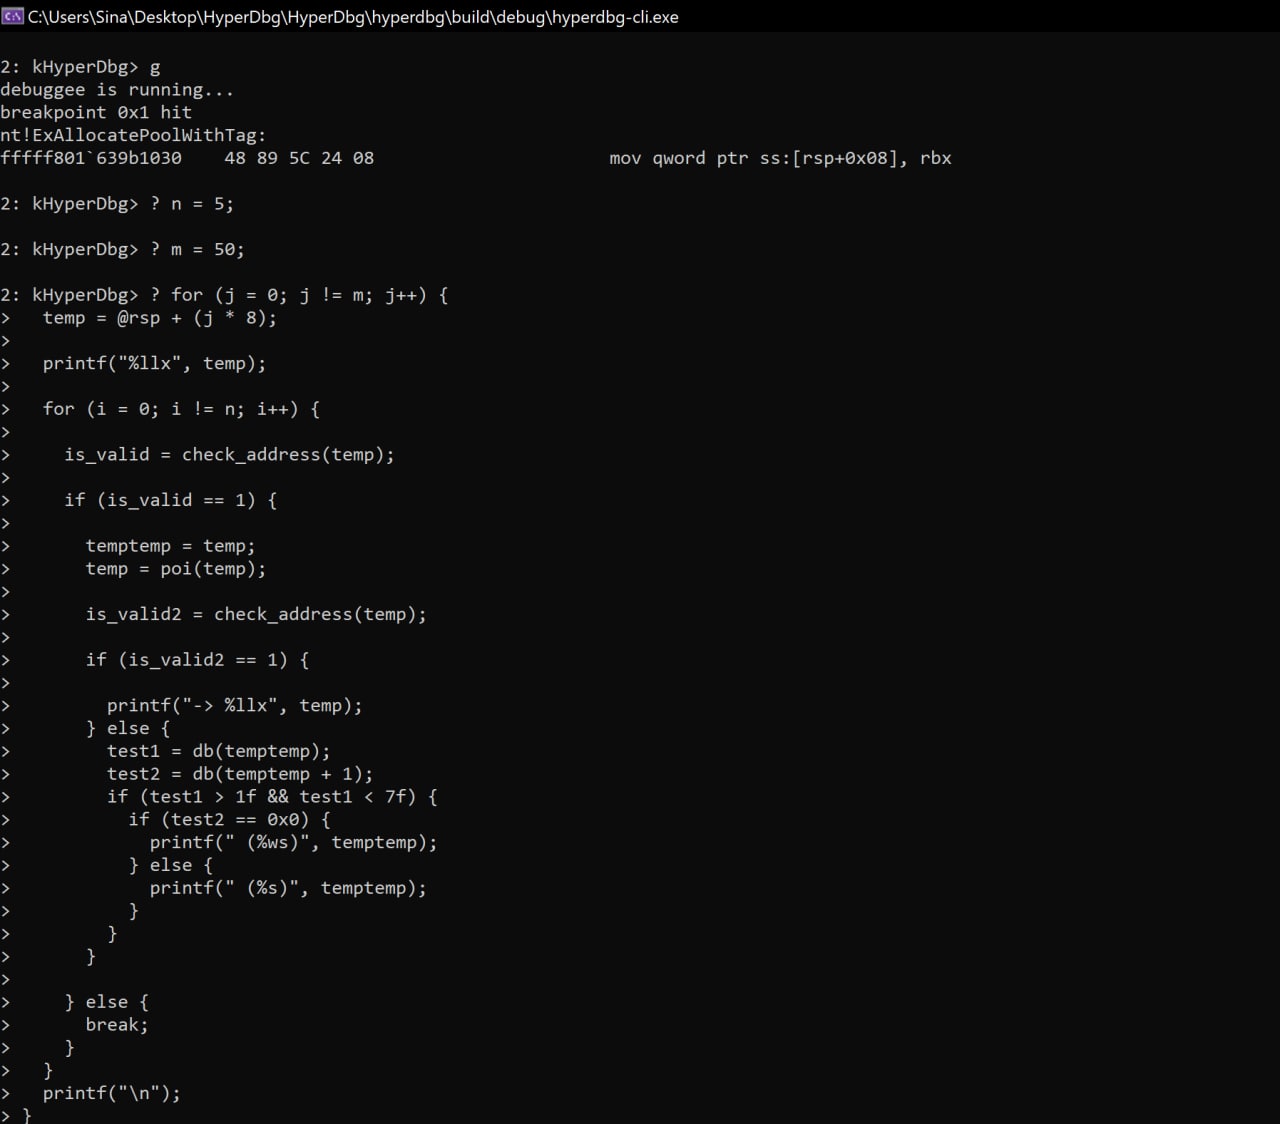 C:\Users\Sina\Desktop\HyperDbg\HyperDbg\hyperdbg\build\debug\hyperdbg-cli.exe
2: kHyperDbg> g
debuggee is running...
breakpoint 0x1 hit
nt!ExAllocatePoolWithTag:
fffff801`639b1030    48 89 5C 24 08                      mov qword ptr ss:[rsp+0x08], rbx
2: kHyperDbg> ? n = 5;
2: kHyperDbg> ? m = 50;
2: kHyperDbg> ? for (j = 0; j != m; j++) {
>   temp = @rsp + (j * 8);
>
>   printf("%llx", temp);
>
>   for (i = 0; i != n; i++) {
>
>     is_valid = check_address(temp);
>
>     if (is_valid == 1) {
>
>       temptemp = temp;
>       temp = poi(temp);
>
>       is_valid2 = check_address(temp);
>
>       if (is_valid2 == 1) {
>
>         printf("-> %llx", temp);
>       } else {
>         test1 = db(temptemp);
>         test2 = db(temptemp + 1);
>         if (test1 > 1f && test1 < 7f) {
>           if (test2 == 0x0) {
>             printf(" (%ws)", temptemp);
>           } else {
>             printf(" (%s)", temptemp);
>           }
>         }
>       }
>
>     } else {
>       break;
>     }
>   }
>   printf("\n");
> }